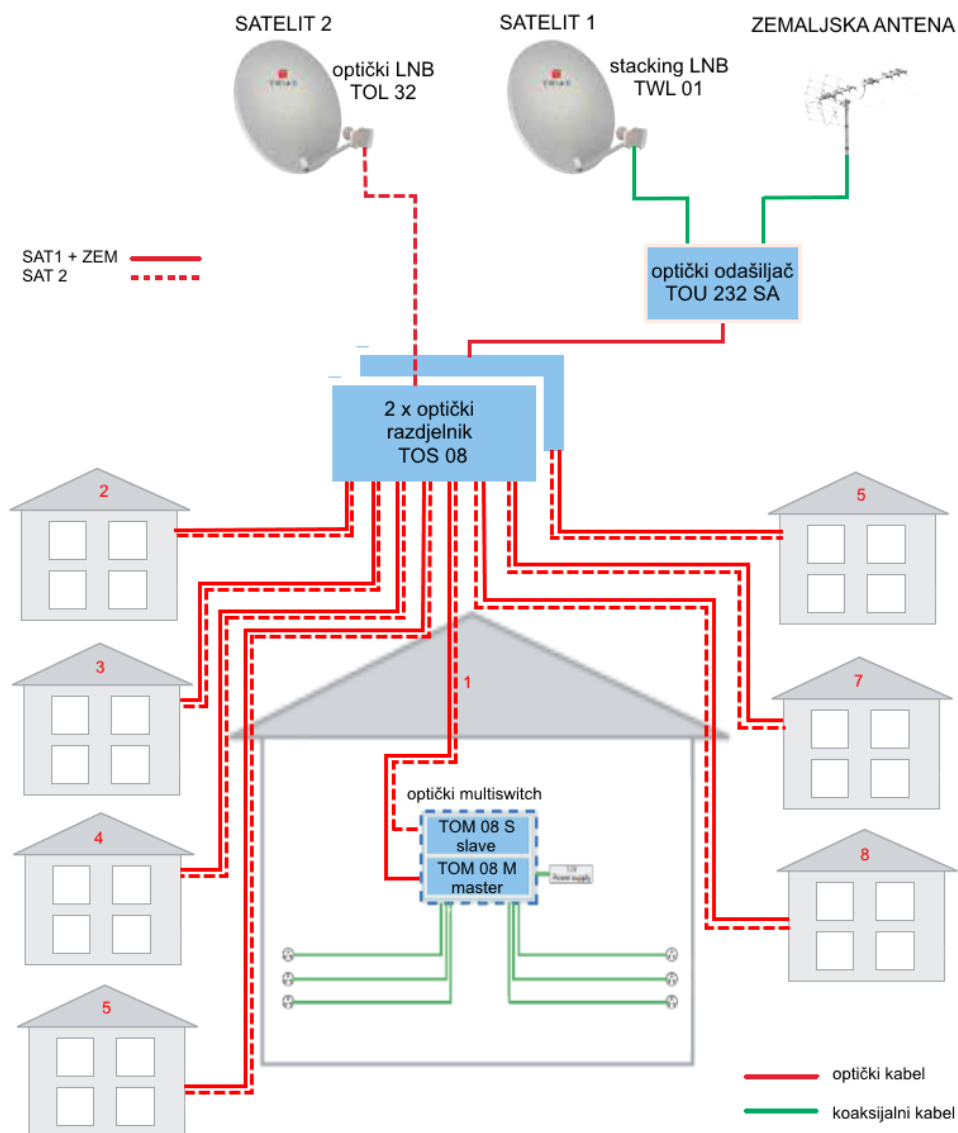 SATELIT 2
SATELIT 1
ZEMALJSKA ANTENA
optički LNB
TOL 32
stacking LNB
TWL 01
SAT1 + ZEM
SAT 2
optički odašiljač
TOU 232 SA
2 x optički
razdjelnik
TOS 08
2
5
3
1
7
optički multiswitch
TOM 08 S
slave
TOM 08 M
master
Power supply
4
8
5
optički kabel
koaksijalni kabel